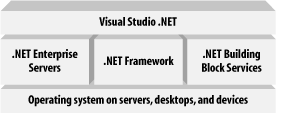 Visual Studio .NET
.NET Enterprise
Servers
.NET Framework
.NET Building
Block Services
Operating system on servers, desktops, and devices